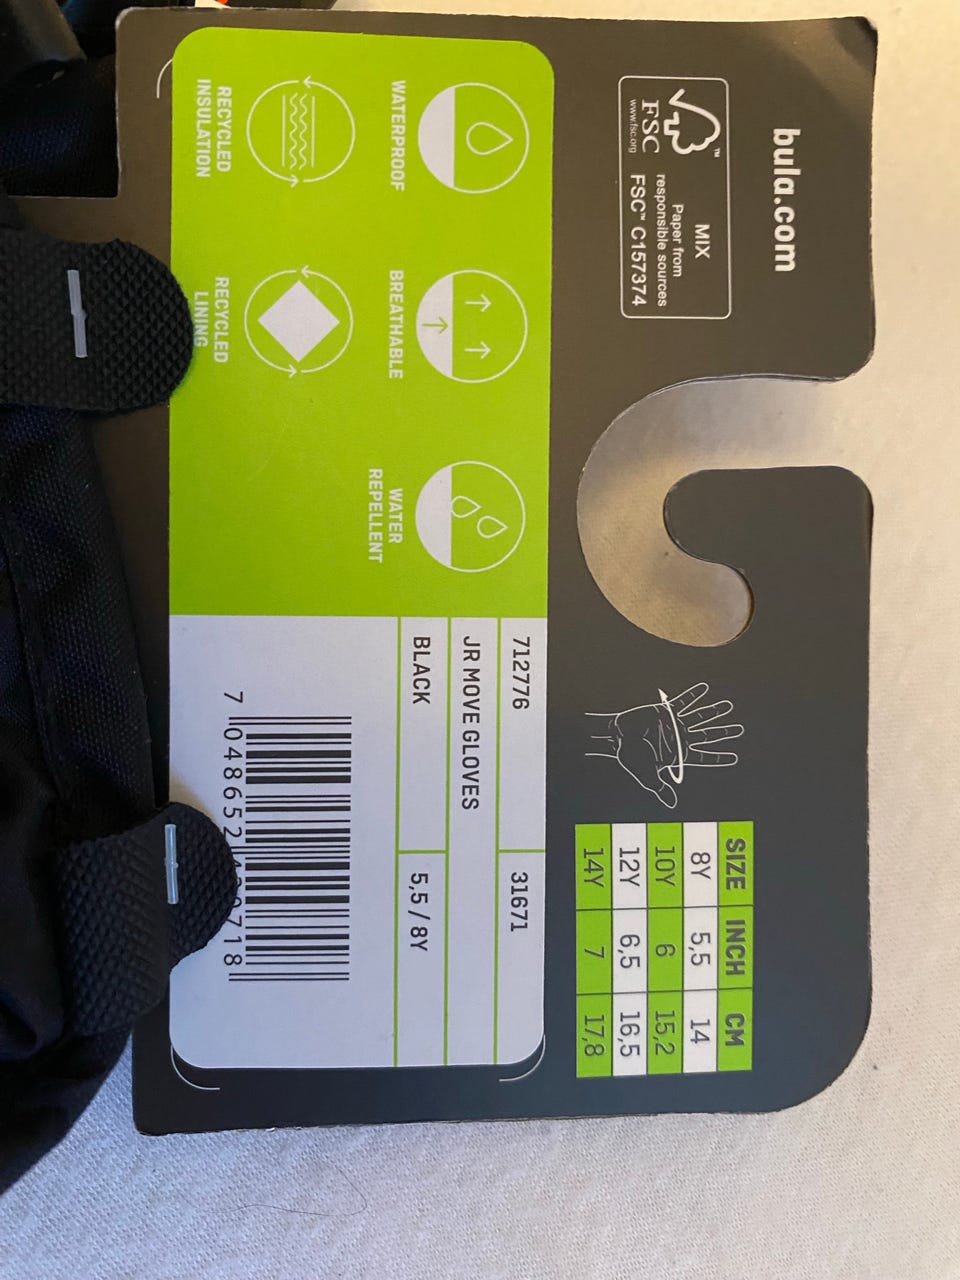 bula.com
FSC™
www.fsc.org
MIX
Paper from
responsible sources
FSC™ C157374
SIZE INCH CM
8Y 5,5 14
10Y 6 15,2
12Y 6,5 16,5
14Y 7 17,8
WATERPROOF
BREATHABLE
WATER
REPELLENT
RECYCLED
INSULATION
RECYCLED
LINING
712776 31671
JR MOVE GLOVES
BLACK 5,5 / 8Y